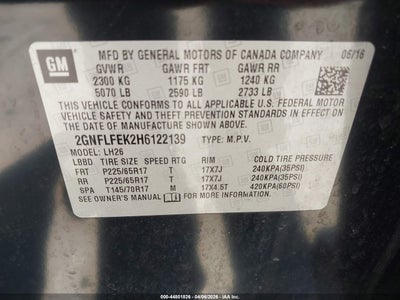 GM
MFD BY GENERAL MOTORS OF CANADA COMPANY 06/16
GVWR GAWR FRT GAWR RR
2300 KG 1175 KG 1240 KG
5070 LB 2590 LB 2733 LB
THIS VEHICLE CONFORMS TO ALL APPLICABLE U.S. FEDERAL MOTOR
VEHICLE SAFETY AND THEFT PREVENTION STANDARDS IN EFFECT
ON THE DATE OF MANUFACTURE SHOWN ABOVE.
2GNFLFEK2H6122139 TYPE: M.P.V.
MODEL: LH26
LBBD TIRE SIZE SPEED RTG RIM COLD TIRE PRESSURE
FRT P225/65R17 T 17X7J 240KPA(35PSI)
RR P225/65R17 T 17X7J 240KPA(35PSI)
SPA T145/70R17 M 17X4.5T 420KPA(60PSI)
SEE OWNER'S MANUAL FOR ADDITIONAL INFORMATION.
000-44801826 - 04/06/2026 - IAAI.COM